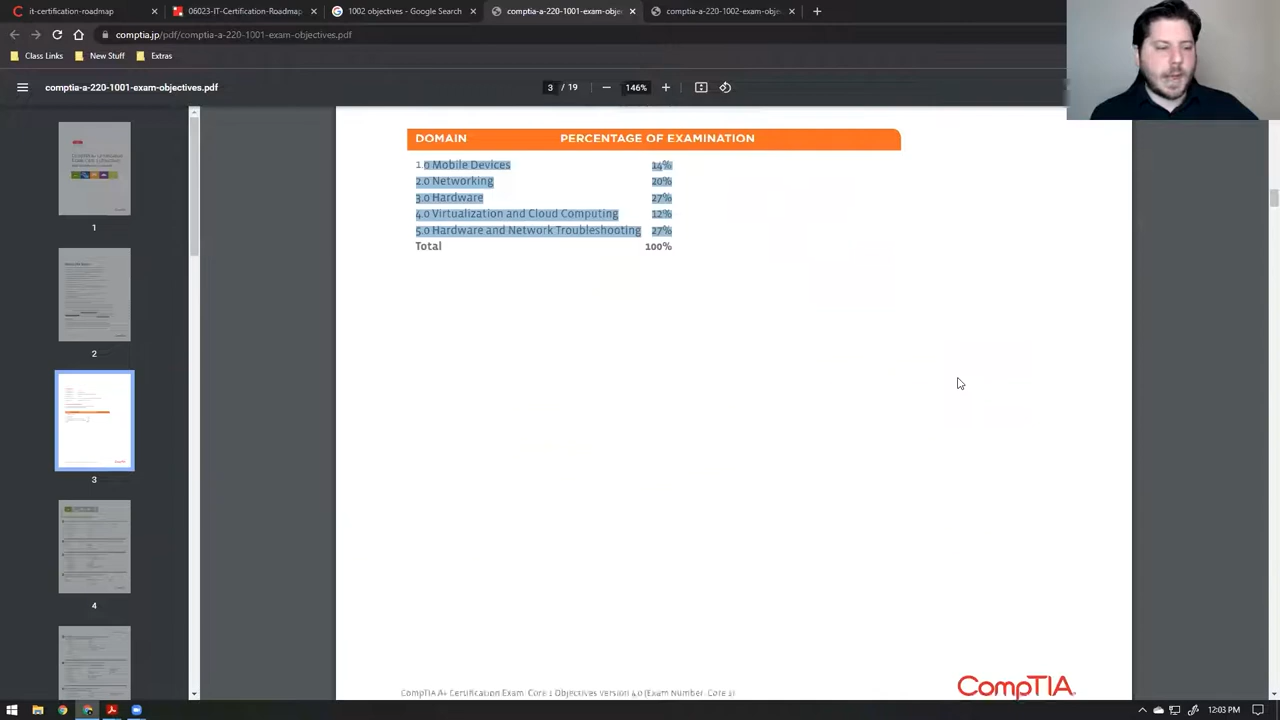 it-certification-roadmap
06023-IT-Certification-Roadmap
1002 objectives - Google Search
comptia-a-220-1001-exam-obje
comptia-a-220-1002-exam-obje
comptia.jp/pdf/comptia-a-220-1001-exam-objectives.pdf
Class Links
New Stuff
Extras
comptia-a-220-1001-exam-objectives.pdf
3 / 19
146%
DOMAIN PERCENTAGE OF EXAMINATION
1.0 Mobile Devices 14%
2.0 Networking 20%
3.0 Hardware 27%
4.0 Virtualization and Cloud Computing 12%
5.0 Hardware and Network Troubleshooting 27%
Total 100%
1
2
3
4
CompTIA A+ Certification Exam: Core 1 Objectives Version 4.0 (Exam Number: Core 1)
CompTIA.
12:03 PM